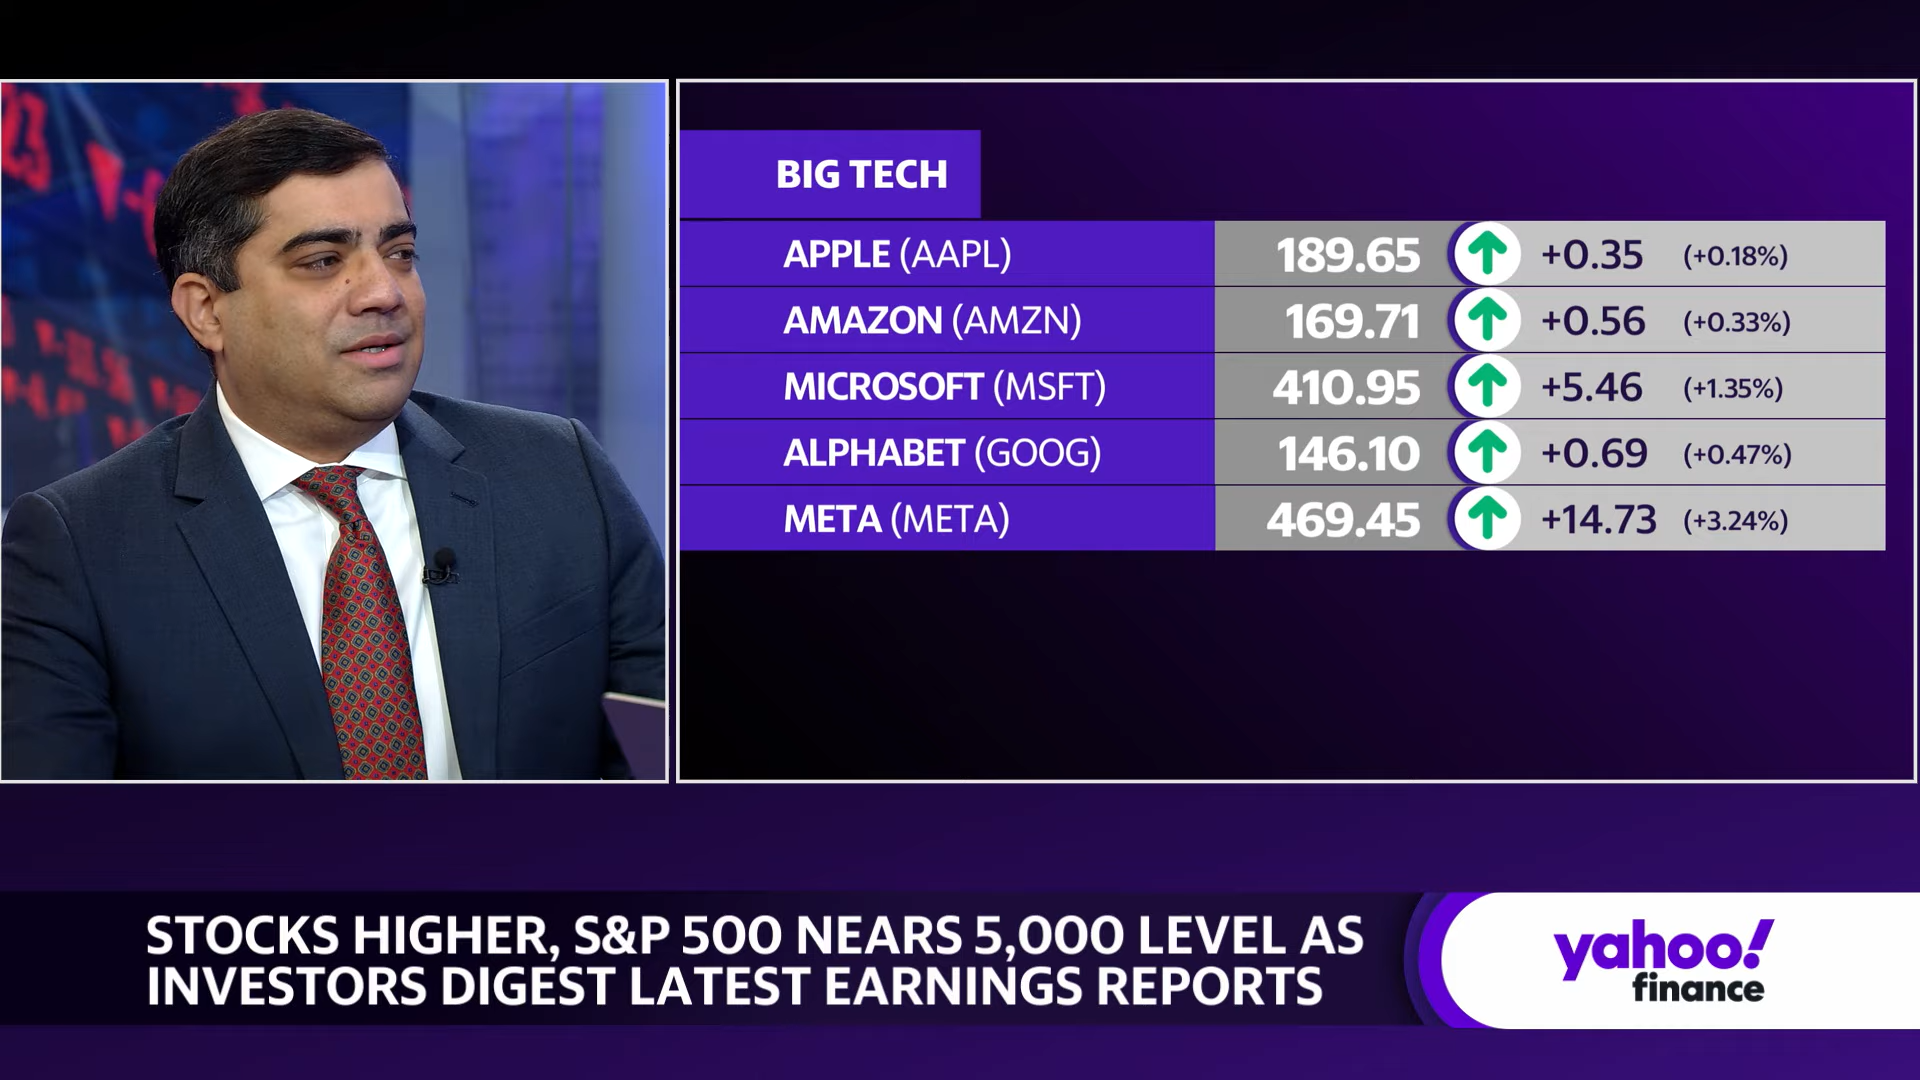 BIG TECH
APPLE (AAPL) 189.65 +0.35 (+0.18%)
AMAZON (AMZN) 169.71 +0.56 (+0.33%)
MICROSOFT (MSFT) 410.95 +5.46 (+1.35%)
ALPHABET (GOOG) 146.10 +0.69 (+0.47%)
META (META) 469.45 +14.73 (+3.24%)
STOCKS HIGHER, S&P 500 NEARS 5,000 LEVEL AS
INVESTORS DIGEST LATEST EARNINGS REPORTS
yahoo!
finance